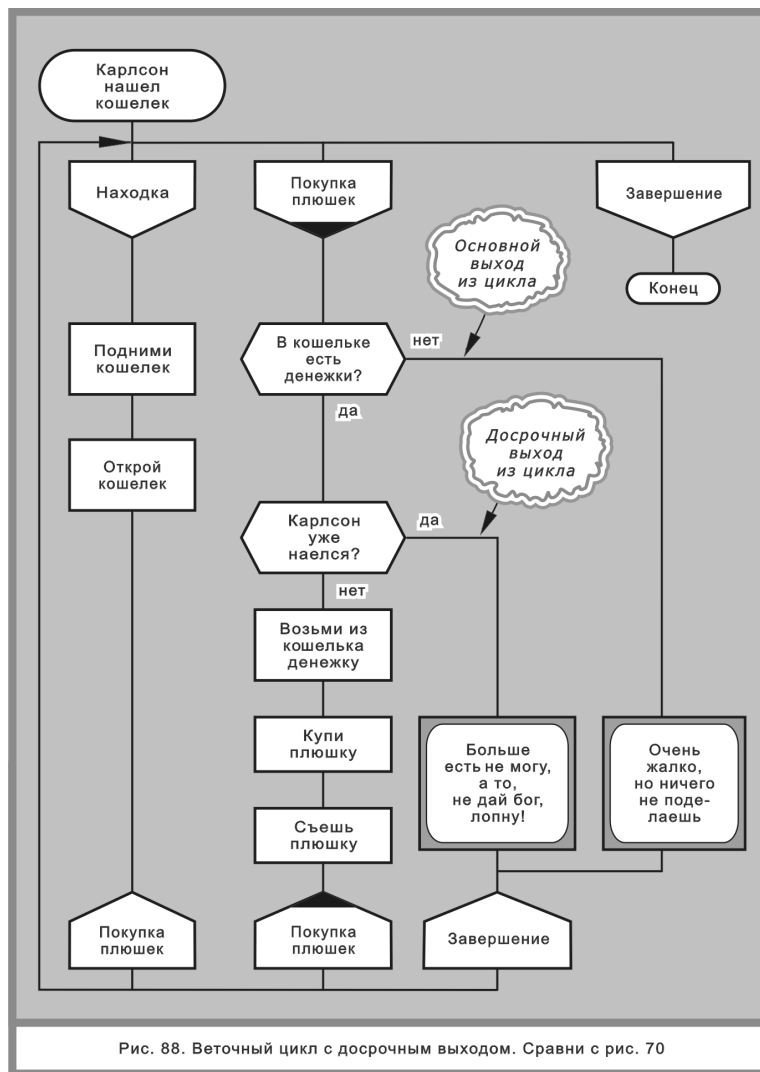 Карлсон
нашел
кошелек
Находка
Подними
кошелек
Открой
кошелек
Покупка
плюшек
Покупка
плюшек
Основной
выход
из цикла
В кошельке
есть
денежки?
нет
да
Досрочный
выход
из цикла
Карлсон
уже
наелся?
да
нет
Возьми из
кошелька
денежку
Купи
плюшку
Съешь
плюшку
Покупка
плюшек
Больше
есть не могу,
а то,
не дай бог,
лопну!
Очень
жалко,
но ничего
не поде-
лаешь
Завершение
Завершение
Конец
Рис. 88. Веточный цикл с досрочным выходом. Сравни с рис. 70